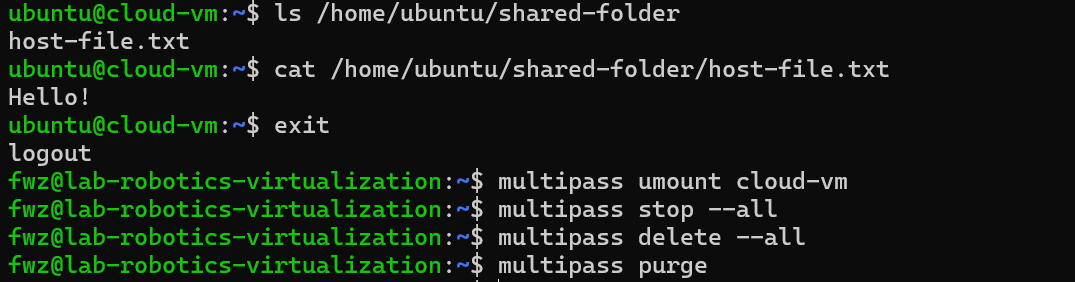 ubuntu@cloud-vm:~$ ls /home/ubuntu/shared-folder
host-file.txt
ubuntu@cloud-vm:~$ cat /home/ubuntu/shared-folder/host-file.txt
Hello!
ubuntu@cloud-vm:~$ exit
logout
fwz@lab-robotics-virtualization:~$ multipass umount cloud-vm
fwz@lab-robotics-virtualization:~$ multipass stop --all
fwz@lab-robotics-virtualization:~$ multipass delete --all
fwz@lab-robotics-virtualization:~$ multipass purge